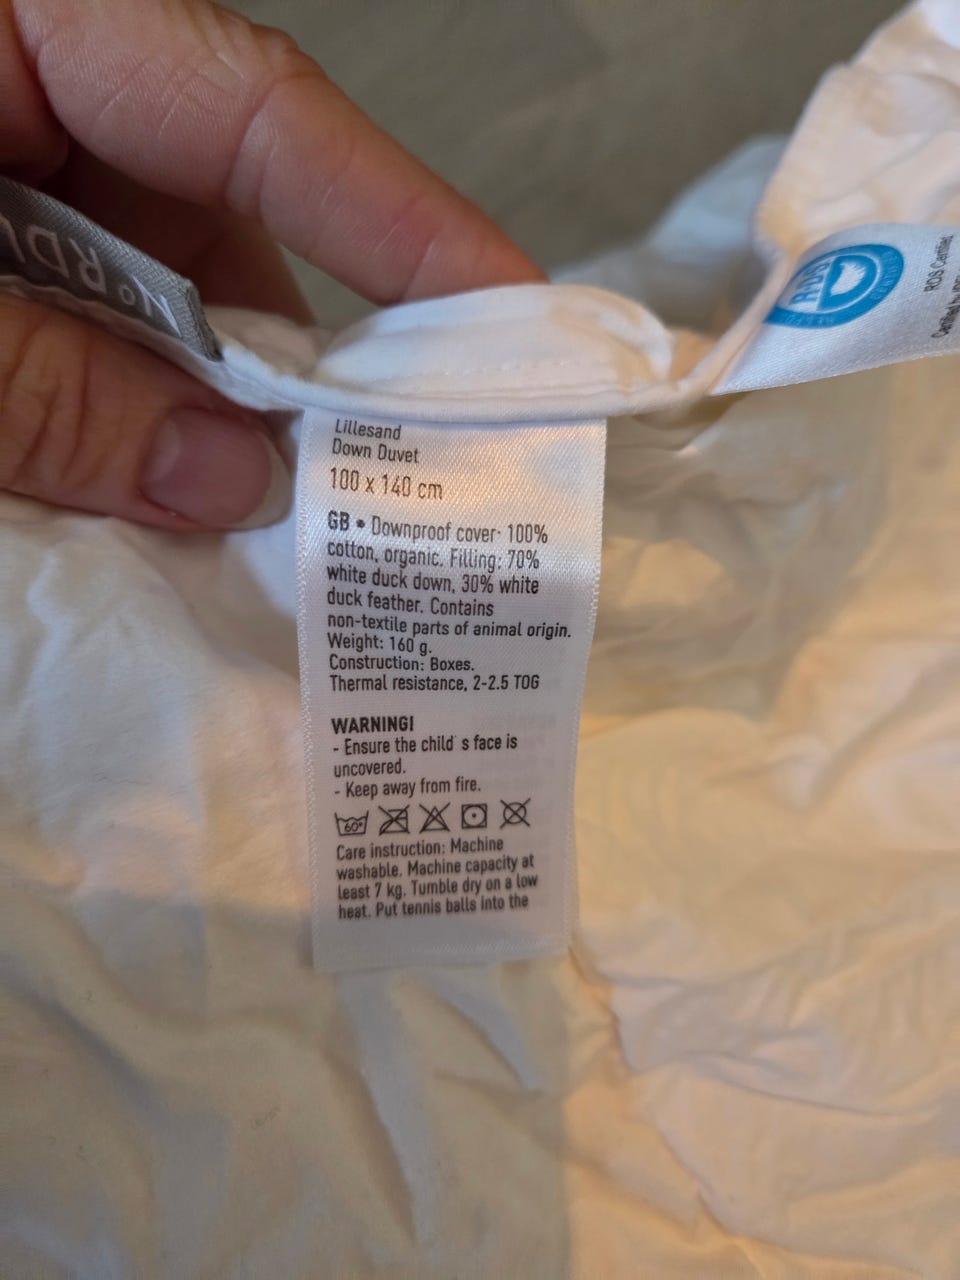 Lillesand
Down Duvet
100 x 140 cm
GB • Downproof cover: 100%
cotton, organic. Filling: 70%
white duck down, 30% white
duck feather. Contains
non-textile parts of animal origin.
Weight: 160 g.
Construction: Boxes.
Thermal resistance, 2-2.5 TOG
WARNING!
- Ensure the child´s face is
uncovered.
- Keep away from fire.
60°
Care instruction: Machine
washable. Machine capacity at
least 7 kg. Tumble dry on a low
heat. Put tennis balls into the
RDS
RDS Certified
Certified by